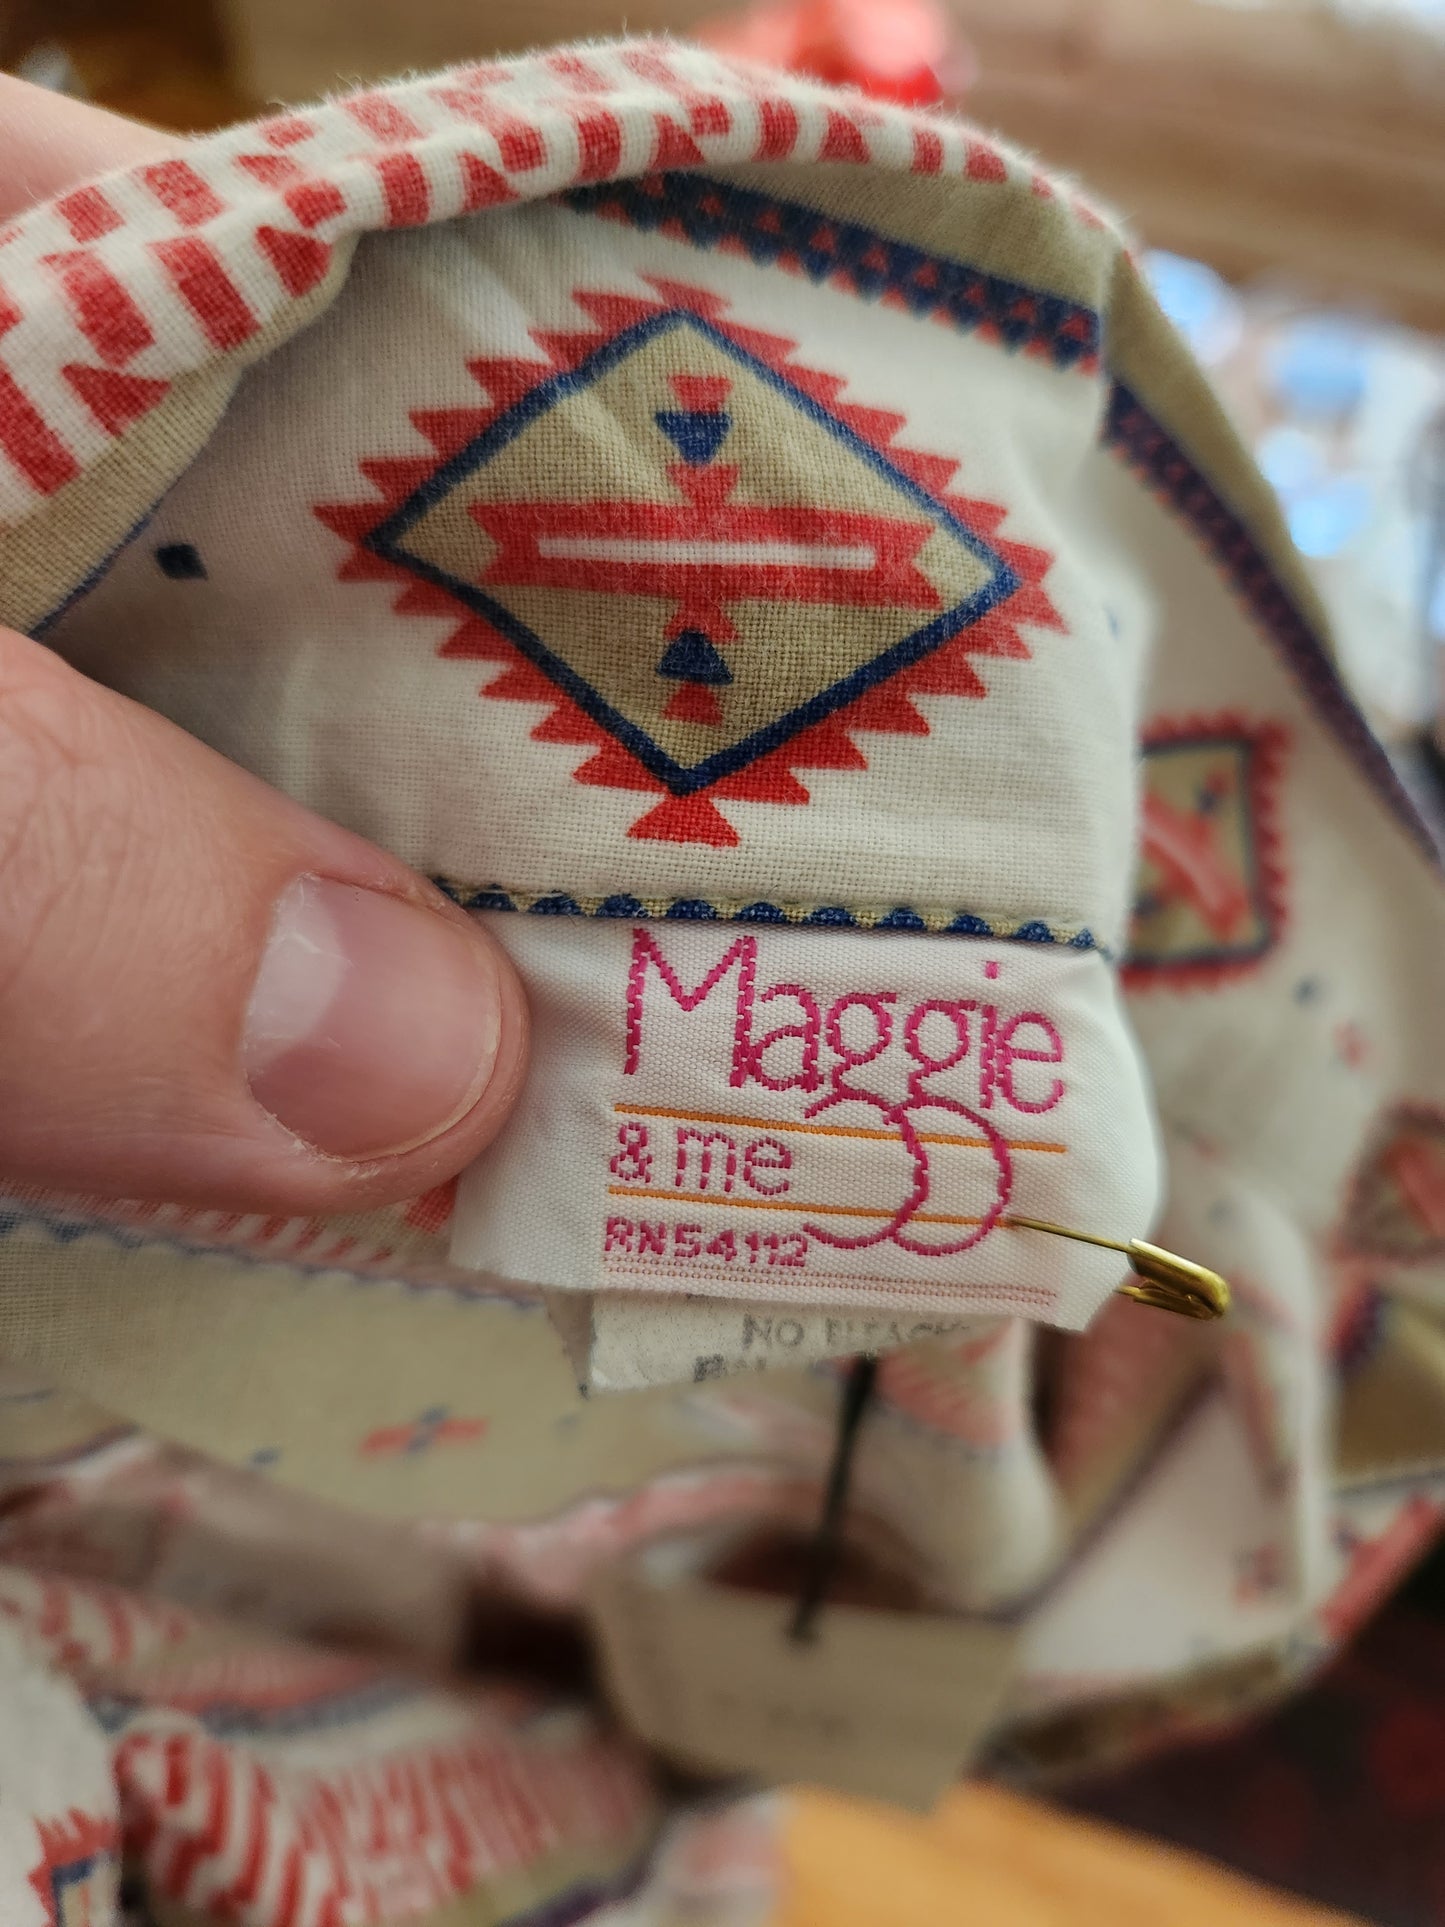 Maggie
& me
RN54112
NO BLEACH